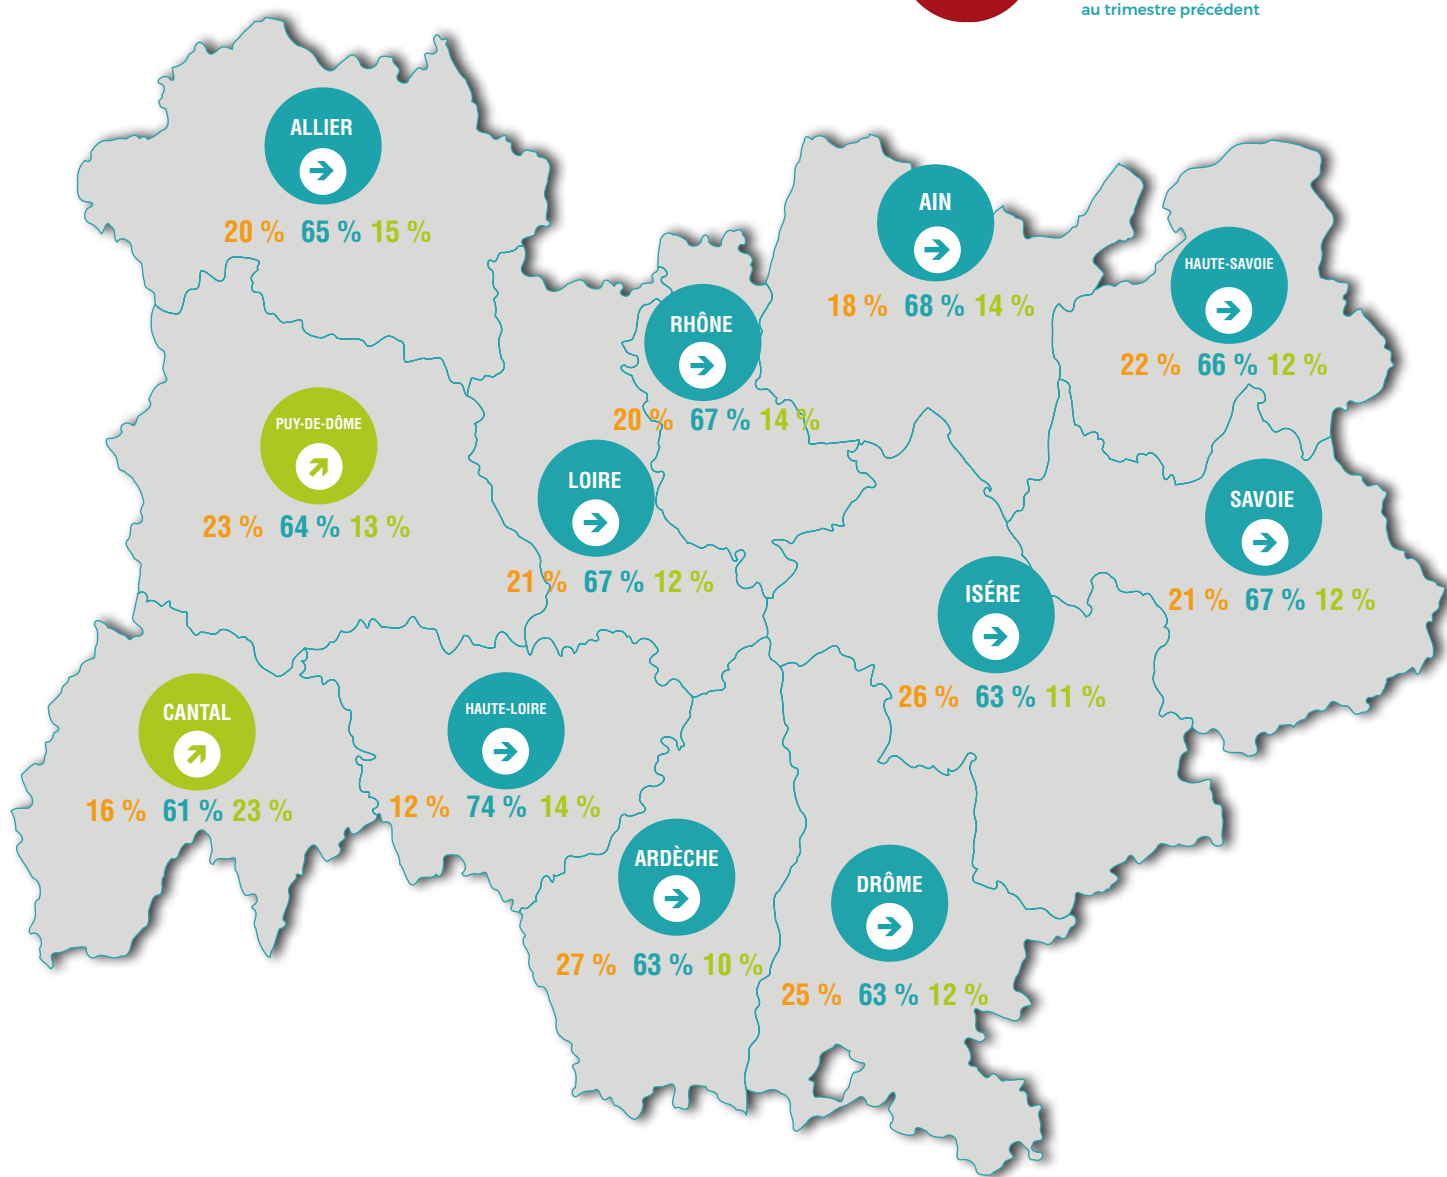 au trimestre précédent
ALLIER
20 % 65 % 15 %
AIN
18 % 68 % 14 %
HAUTE-SAVOIE
22 % 66 % 12 %
RHÔNE
20 % 67 % 14 %
PUY-DE-DÔME
23 % 64 % 13 %
LOIRE
21 % 67 % 12 %
SAVOIE
21 % 67 % 12 %
ISÉRE
26 % 63 % 11 %
CANTAL
16 % 61 % 23 %
HAUTE-LOIRE
12 % 74 % 14 %
ARDÈCHE
27 % 63 % 10 %
DRÔME
25 % 63 % 12 %